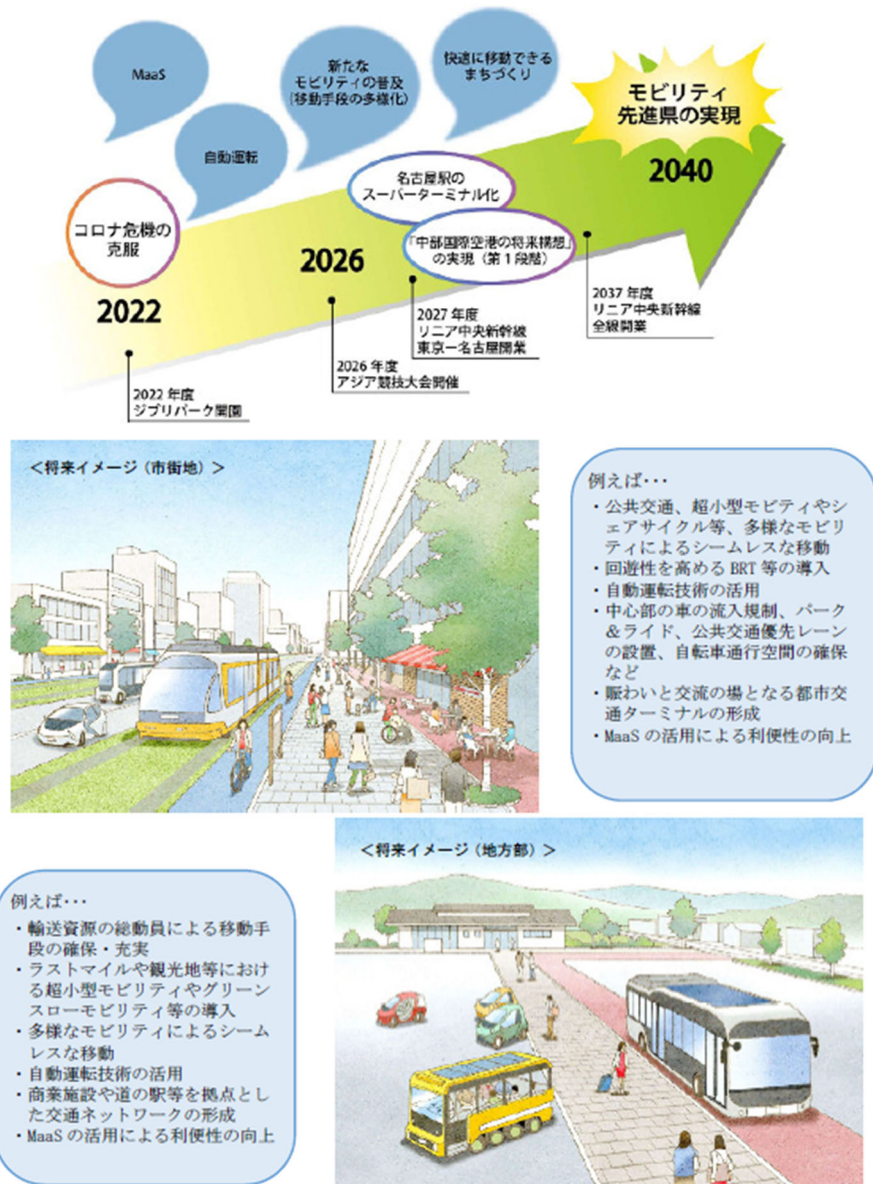 MaaS
自動運転
新たな
モビリティの普及
(移動手段の多様化)
快適に移動できる
まちづくり
モビリティ
先進県の実現
2040
名古屋駅の
スーパーターミナル化
「中部国際空港の将来構想」
の実現（第１段階）
コロナ危機の
克服
2026
2022
2037 年度
リニア中央新幹線
全線開業
2027 年度
リニア中央新幹線
東京ー名古屋開業
2026 年度
アジア競技大会開催
2022 年度
ジブリパーク開園
＜将来イメージ（市街地）＞
例えば･･･
・公共交通、超小型モビティやシ
ェアサイクル等、多様なモビリ
ティによるシームレスな移動
・回遊性を高める BRT 等の導入
・自動運転技術の活用
・中心部の車の流入規制、パーク
＆ライド、公共交通優先レーン
の設置、自転車通行空間の確保
など
・賑わいと交流の場となる都市交
通ターミナルの形成
・MaaS の活用による利便性の向上
＜将来イメージ（地方部）＞
例えば･･･
・輸送資源の総動員による移動手
段の確保・充実
・ラストマイルや観光地等におけ
る超小型モビリティやグリーン
スローモビリティ等の導入
・多様なモビリティによるシーム
レスな移動
・自動運転技術の活用
・商業施設や道の駅等を拠点とし
た交通ネットワークの形成
・MaaS の活用による利便性の向上